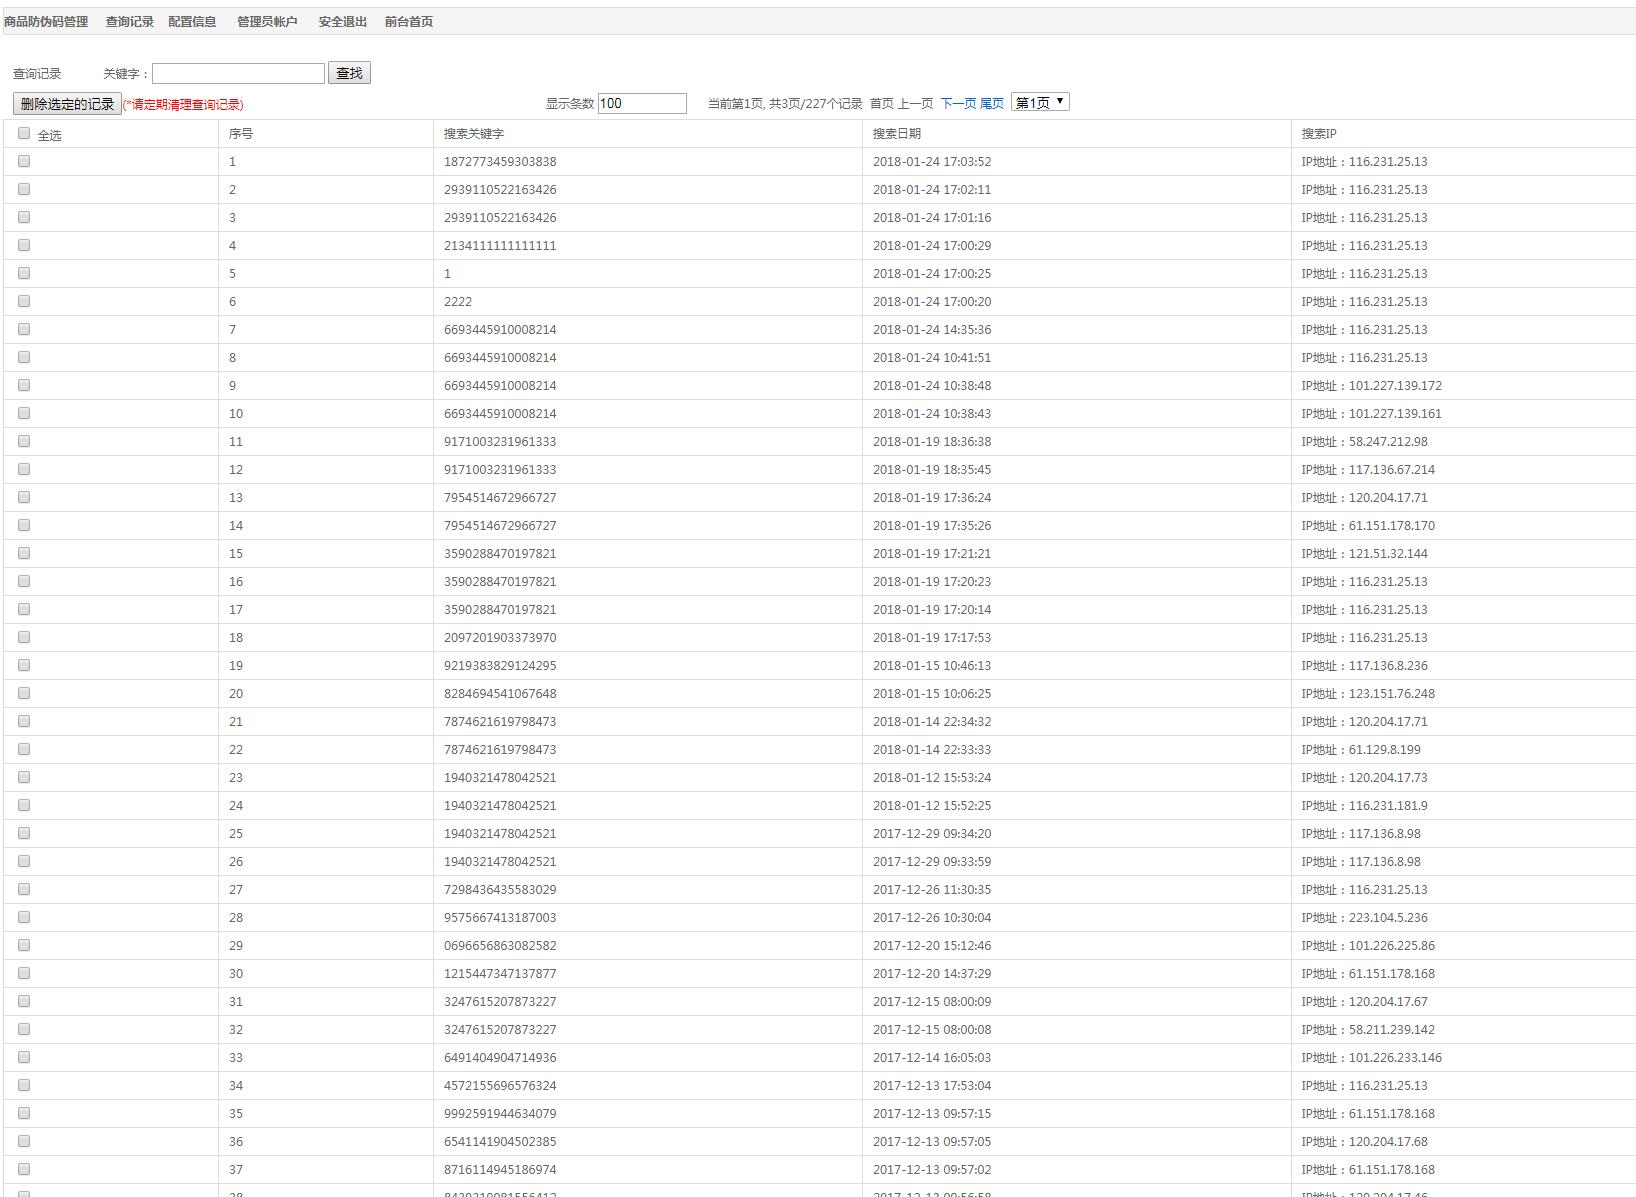 商品防伪码管理 查询记录 配置信息 管理员帐户 安全退出 前台首页
查询记录 关键字： 查找
删除选定的记录 (*请定期清理查询记录) 显示条数 100 当前第1页, 共3页/227个记录 首页 上一页 下一页 尾页 第1页
全选 序号 搜索关键字 搜索日期 搜索IP
1 1872773459303838 2018-01-24 17:03:52 IP地址：116.231.25.13
2 2939110522163426 2018-01-24 17:02:11 IP地址：116.231.25.13
3 2939110522163426 2018-01-24 17:01:16 IP地址：116.231.25.13
4 2134111111111111 2018-01-24 17:00:29 IP地址：116.231.25.13
5 1 2018-01-24 17:00:25 IP地址：116.231.25.13
6 2222 2018-01-24 17:00:20 IP地址：116.231.25.13
7 6693445910008214 2018-01-24 14:35:36 IP地址：116.231.25.13
8 6693445910008214 2018-01-24 10:41:51 IP地址：116.231.25.13
9 6693445910008214 2018-01-24 10:38:48 IP地址：101.227.139.172
10 6693445910008214 2018-01-24 10:38:43 IP地址：101.227.139.161
11 9171003231961333 2018-01-19 18:36:38 IP地址：58.247.212.98
12 9171003231961333 2018-01-19 18:35:45 IP地址：117.136.67.214
13 7954514672966727 2018-01-19 17:36:24 IP地址：120.204.17.71
14 7954514672966727 2018-01-19 17:35:26 IP地址：61.151.178.170
15 3590288470197821 2018-01-19 17:21:21 IP地址：121.51.32.144
16 3590288470197821 2018-01-19 17:20:23 IP地址：116.231.25.13
17 3590288470197821 2018-01-19 17:20:14 IP地址：116.231.25.13
18 2097201903373970 2018-01-19 17:17:53 IP地址：116.231.25.13
19 9219383829124295 2018-01-15 10:46:13 IP地址：117.136.8.236
20 8284694541067648 2018-01-15 10:06:25 IP地址：123.151.76.248
21 7874621619798473 2018-01-14 22:34:32 IP地址：120.204.17.71
22 7874621619798473 2018-01-14 22:33:33 IP地址：61.129.8.199
23 1940321478042521 2018-01-12 15:53:24 IP地址：120.204.17.73
24 1940321478042521 2018-01-12 15:52:25 IP地址：116.231.181.9
25 1940321478042521 2017-12-29 09:34:20 IP地址：117.136.8.98
26 1940321478042521 2017-12-29 09:33:59 IP地址：117.136.8.98
27 7298436435583029 2017-12-26 11:30:35 IP地址：116.231.25.13
28 9575667413187003 2017-12-26 10:30:04 IP地址：223.104.5.236
29 0696656863082582 2017-12-20 15:12:46 IP地址：101.226.225.86
30 1215447347137877 2017-12-20 14:37:29 IP地址：61.151.178.168
31 3247615207873227 2017-12-15 08:00:09 IP地址：120.204.17.67
32 3247615207873227 2017-12-15 08:00:08 IP地址：58.211.239.142
33 6491404904714936 2017-12-14 16:05:03 IP地址：101.226.233.146
34 4572155696576324 2017-12-13 17:53:04 IP地址：116.231.25.13
35 9992591944634079 2017-12-13 09:57:15 IP地址：61.151.178.168
36 6541141904502385 2017-12-13 09:57:05 IP地址：120.204.17.68
37 8716114945186974 2017-12-13 09:57:02 IP地址：61.151.178.168